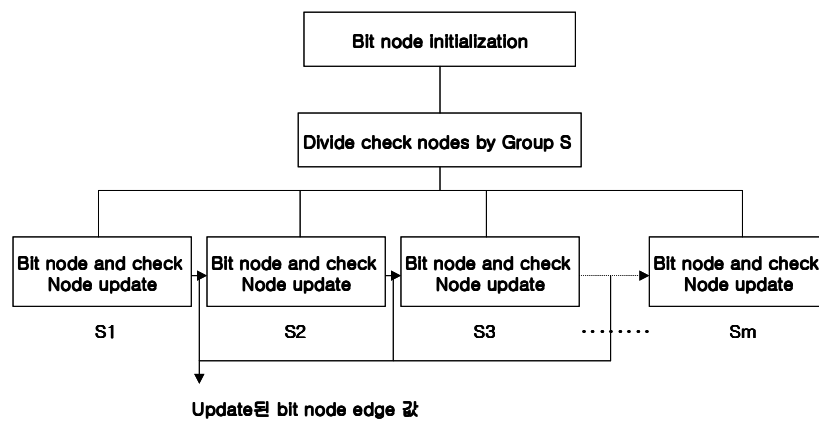 Bit node initialization
Divide check nodes by Group S
Bit node and check
Node update
Bit node and check
Node update
Bit node and check
Node update
Bit node and check
Node update
S1
S2
S3
........
Sm
Update된 bit node edge 값